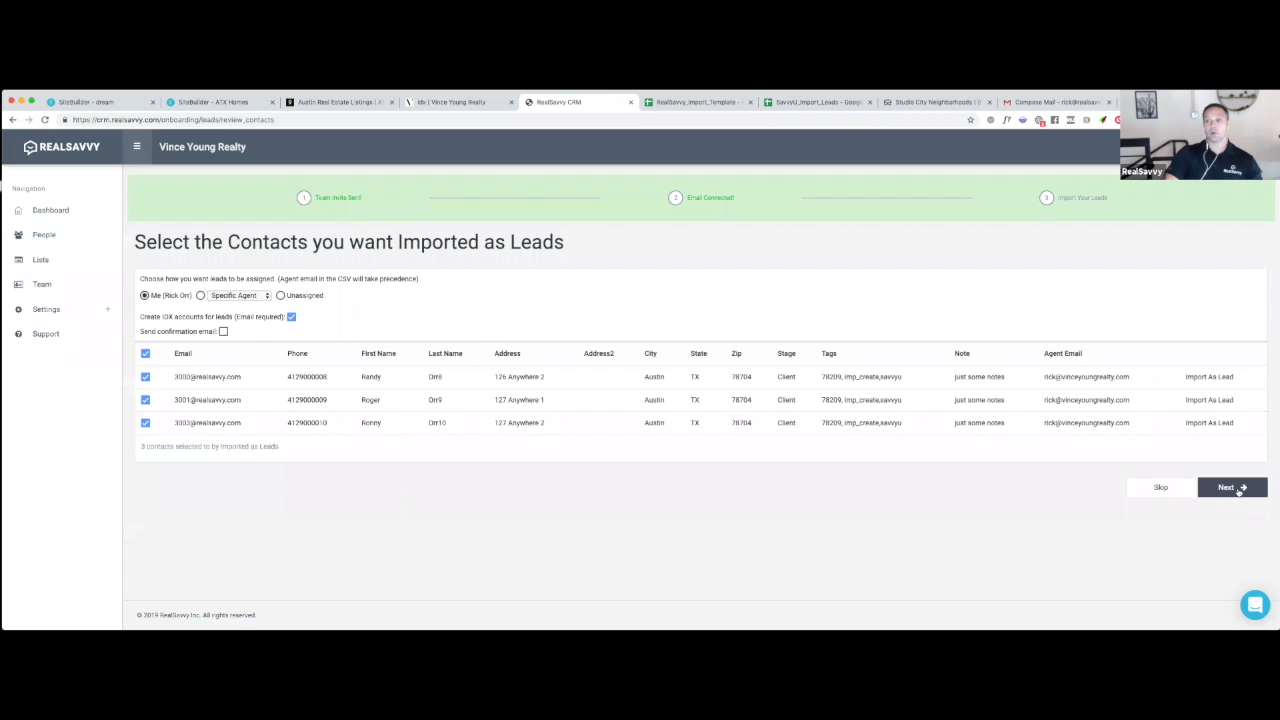 SiteBuilder - dream
SiteBuilder - ATX Homes
Austin Real Estate Listings | A
idx | Vince Young Realty
RealSavvy CRM
RealSavvy_Import_Template -
SavvyU_Import_Leads - Goog
Studio City Neighborhoods | S
Compose Mail - rick@realsavv
https://crm.realsavvy.com/onboarding/leads/review_contacts
REALSAVVY
Vince Young Realty
RealSavvy
Navigation
Dashboard
People
Lists
Team
Settings +
Support
1 Team Invite Sent!
2 Email Connected!
3 Import Your Leads
Select the Contacts you want Imported as Leads
Choose how you want leads to be assigned. (Agent email in the CSV will take precedence)
Me (Rick Orr) Specific Agent Unassigned
Create IDX accounts for leads (Email required):
Send confirmation email:
Email Phone First Name Last Name Address Address2 City State Zip Stage Tags Note Agent Email
3000@realsavvy.com 4129000008 Randy Orr8 126 Anywhere 2 Austin TX 78704 Client 78209, imp_create,savvyu just some notes rick@vinceyoungrealty.com Import As Lead
3001@realsavvy.com 4129000009 Roger Orr9 127 Anywhere 1 Austin TX 78704 Client 78209, imp_create,savvyu just some notes rick@vinceyoungrealty.com Import As Lead
3003@realsavvy.com 4129000010 Ronny Orr10 127 Anywhere 2 Austin TX 78704 Client 78209, imp_create,savvyu just some notes rick@vinceyoungrealty.com Import As Lead
3 contacts selected to by imported as Leads
Skip
Next
© 2019 RealSavvy Inc. All rights reserved.